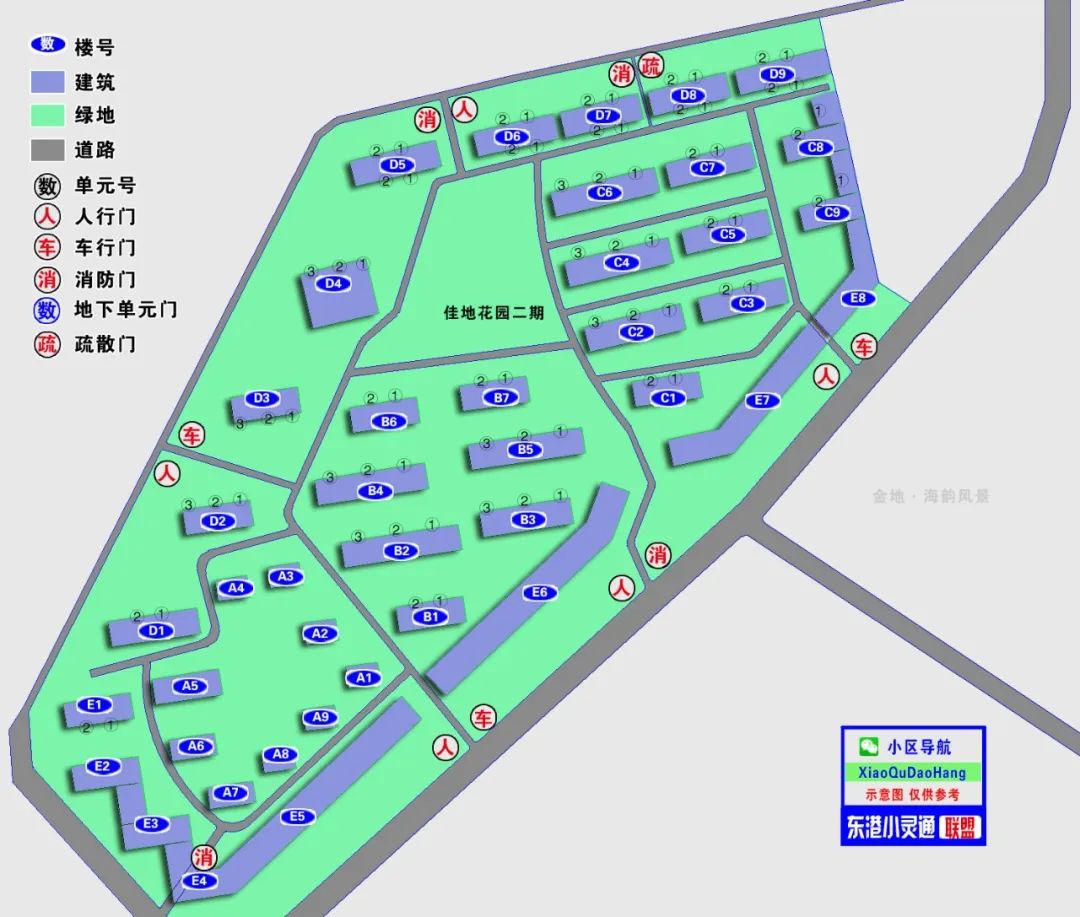 数 楼号
建筑
绿地
道路
数 单元号
人 人行门
车 车行门
消 消防门
数 地下单元门
疏 疏散门
消 疏
人 消
2 1
D9
2 1
2 1
D8
2 1
2 1
D7
2 1
2 1
D6
2 1
2 1
D5
2 1
1
2
C8
1
2
C9
2 1
C7
3 2 1
C6
2 1
C5
3 2 1
C4
2 1
C3
3 2 1
C2
2 1
C1
3 2 1
D4
佳地花园二期
E8
车
人
E7
D3
3 2 1
2 1
B7
2 1
B6
3 2 1
B5
3 2 1
B4
3 2 1
B3
3 2 1
B2
2 1
B1
车
人
3 2 1
D2
金地·海韵风景
消
人
E6
A4
A3
A2
A1
2 1
D1
A5
A9
A6
A8
A7
E1
2 1
E2
E3
E4
消
E5
车
人
小区导航
XiaoQuDaoHang
示意图 仅供参考
东港小灵通 联盟